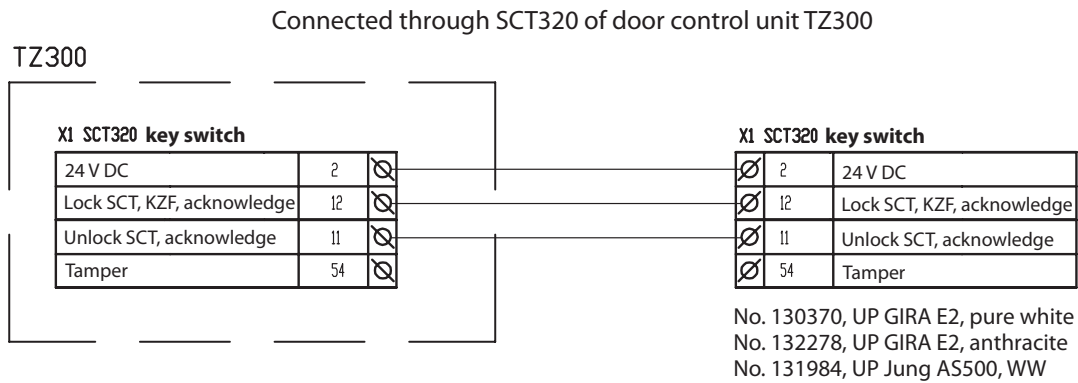 Connected through SCT320 of door control unit TZ300
TZ300
X1 SCT320 key switch
24 V DC 2
Lock SCT, KZF, acknowledge 12
Unlock SCT, acknowledge 11
Tamper 54
X1 SCT320 key switch
2 24 V DC
12 Lock SCT, KZF, acknowledge
11 Unlock SCT, acknowledge
54 Tamper
No. 130370, UP GIRA E2, pure white
No. 132278, UP GIRA E2, anthracite
No. 131984, UP Jung AS500, WW